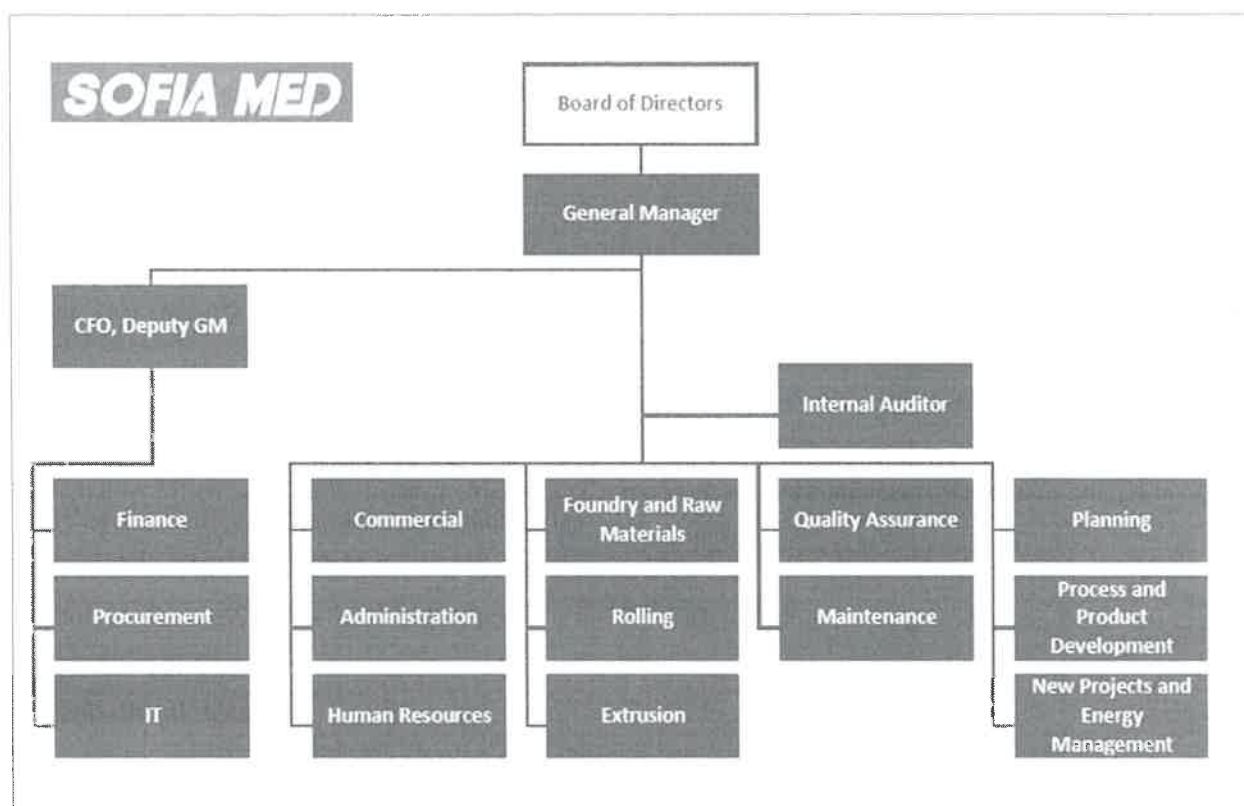 SOFIA MED
Board of Directors
General Manager
CFO, Deputy GM
Internal Auditor
Finance
Commercial
Foundry and Raw
Materials
Quality Assurance
Planning
Procurement
Administration
Rolling
Maintenance
Process and
Product
Development
IT
Human Resources
Extrusion
New Projects and
Energy
Management